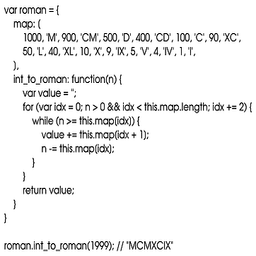 var roman = {
map: (
1000, 'M', 900, 'CM', 500, 'D', 400, 'CD', 100, 'C', 90, 'XC',
50, 'L', 40, 'XL', 10, 'X', 9, 'IX', 5, 'V', 4, 'IV', 1, 'I',
),
int_to_roman: function(n) {
var value = '';
for (var idx = 0; n > 0 && idx < this.map.length; idx += 2) {
while (n >= this.map(idx)) {
value += this.map(idx + 1);
n -= this.map(idx);
}
}
return value;
}
}
roman.int_to_roman(1999); // "MCMXCIX"